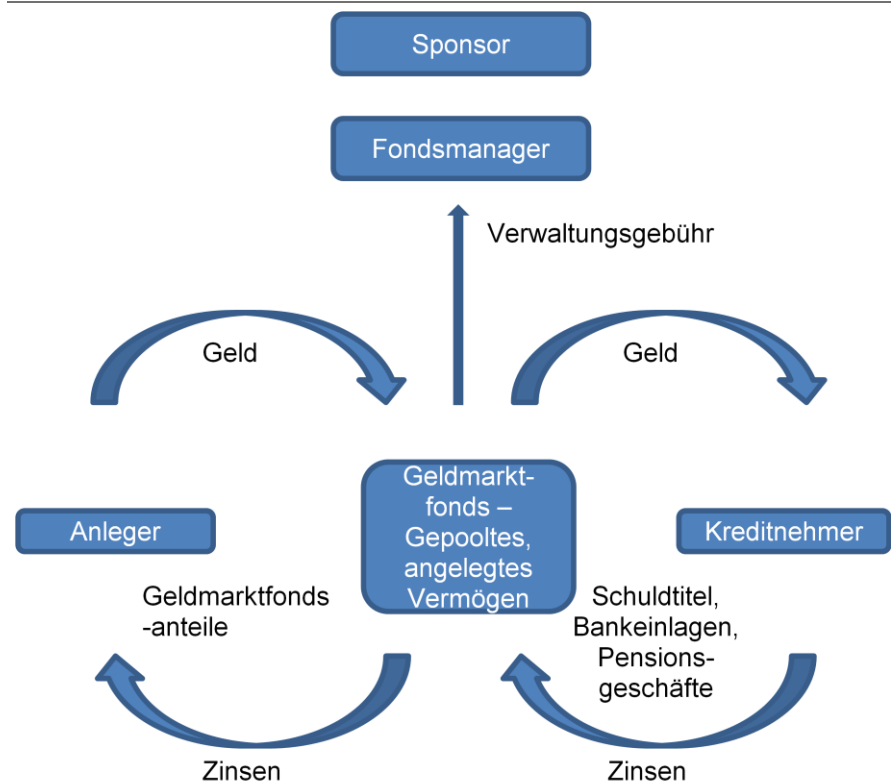 Sponsor
Fondsmanager
Verwaltungsgebühr
Geld
Geld
Geldmarkt-
fonds –
Gepooltes,
angelegtes
Vermögen
Anleger
Kreditnehmer
Geldmarktfonds
-anteile
Schuldtitel,
Bankeinlagen,
Pensions-
geschäfte
Zinsen
Zinsen